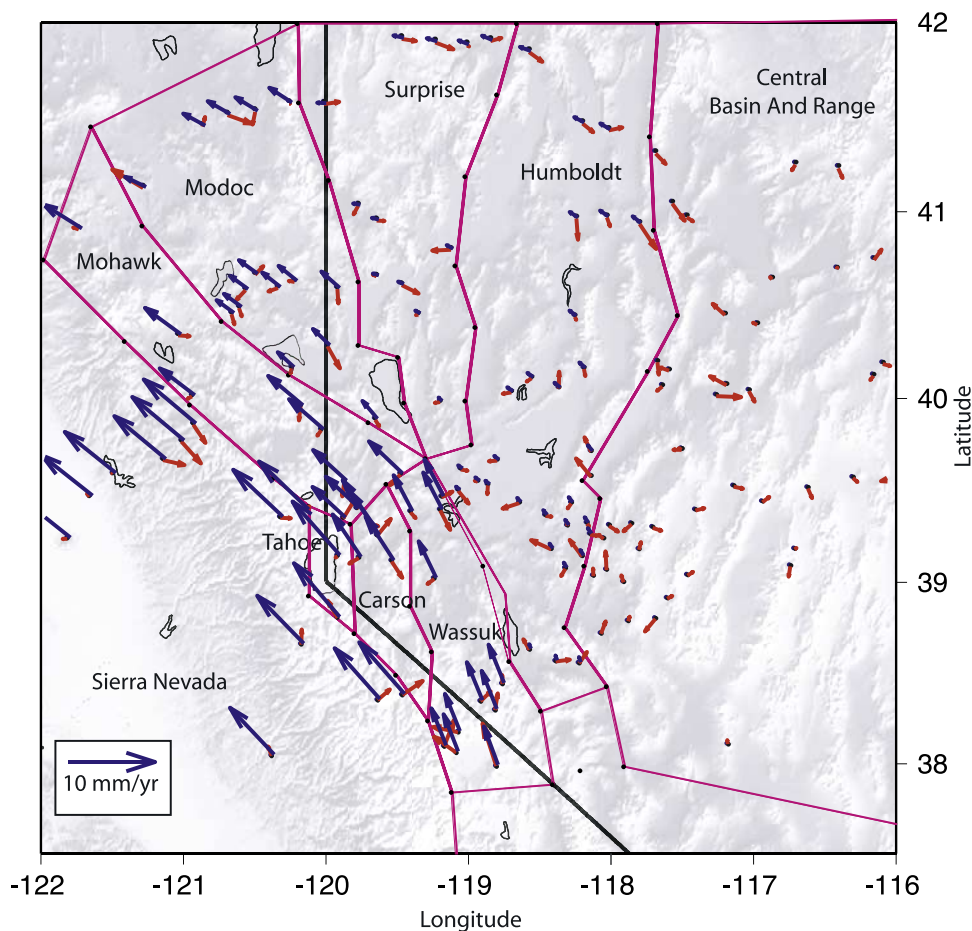 42
Surprise
Central
Basin And Range
Humboldt
Modoc
41
Mohawk
40
Latitude
Tahoe
39
Carson
Wassuk
Sierra Nevada
38
10 mm/yr
-122 -121 -120 -119 -118 -117 -116
Longitude